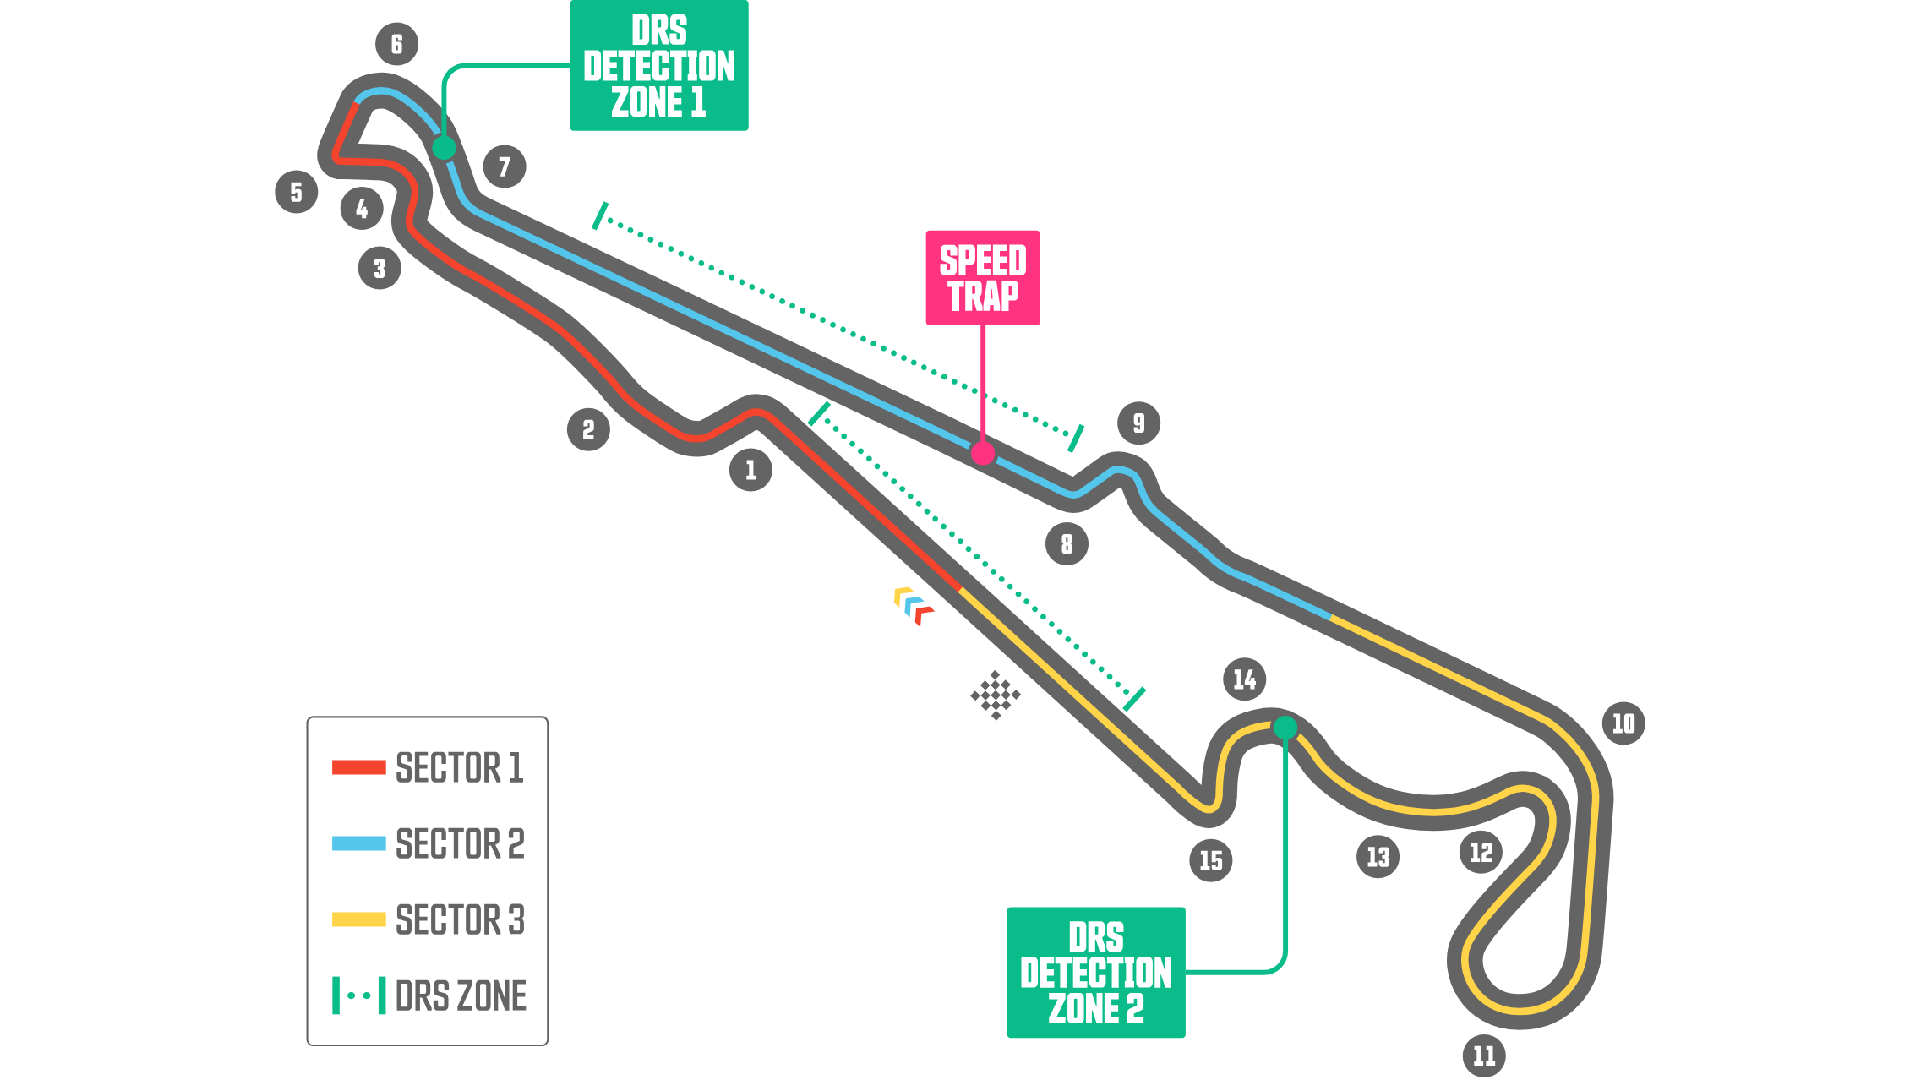 6
DRS
DETECTION
ZONE 1
7
5
4
3
SPEED
TRAP
9
2
1
8
14
10
15
13
12
11
SECTOR 1
SECTOR 2
SECTOR 3
DRS ZONE
DRS
DETECTION
ZONE 2